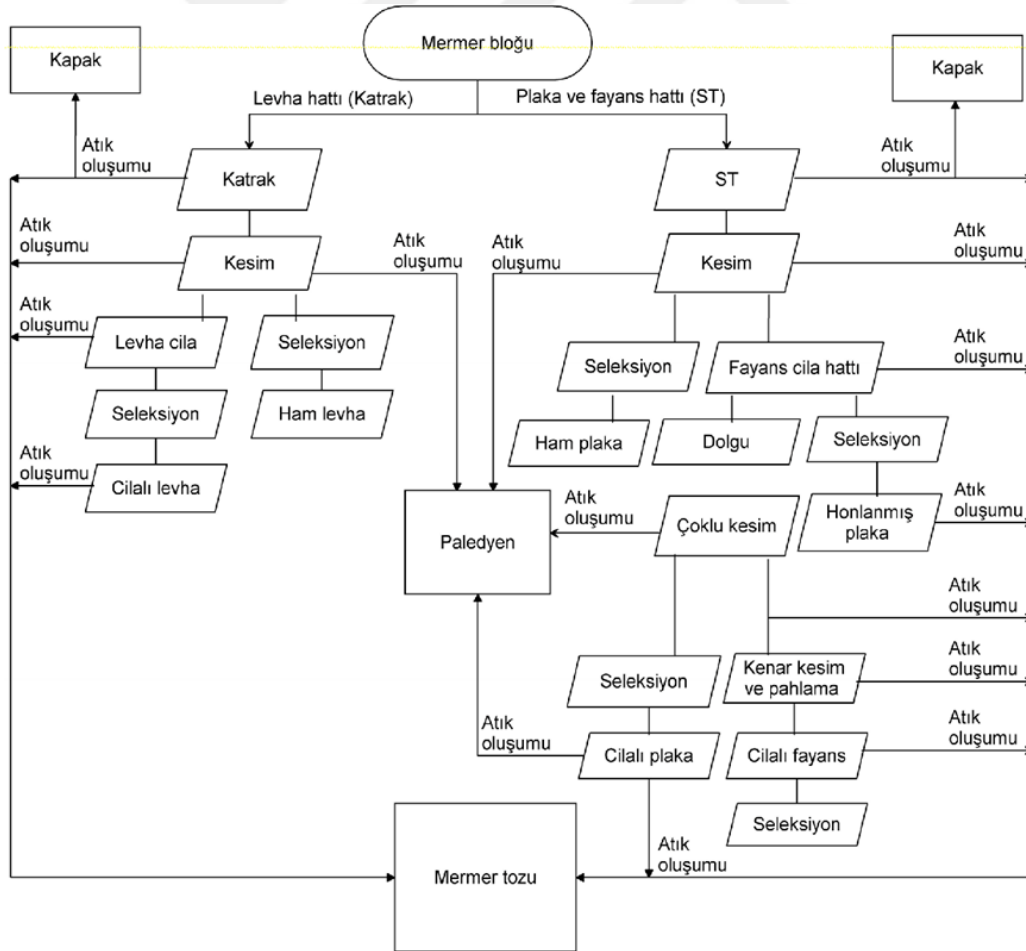 Mermer bloğu
Kapak
Kapak
Levha hattı (Katrak)
Plaka ve fayans hattı (ST)
Atık
oluşumu
Atık
oluşumu
Katrak
ST
Atık
oluşumu
Kesim
Atık
oluşumu
Atık
oluşumu
Kesim
Atık
oluşumu
Atık
oluşumu
Levha cila
Seleksiyon
Seleksiyon
Fayans cila hattı
Atık
oluşumu
Seleksiyon
Ham levha
Ham plaka
Dolgu
Seleksiyon
Atık
oluşumu
Cilalı levha
Paledyen
Atık
oluşumu
Çoklu kesim
Honlanmış
plaka
Atık
oluşumu
Atık
oluşumu
Seleksiyon
Kenar kesim
ve pahlama
Atık
oluşumu
Atık
oluşumu
Cilalı plaka
Cilalı fayans
Atık
oluşumu
Seleksiyon
Atık
oluşumu
Mermer tozu